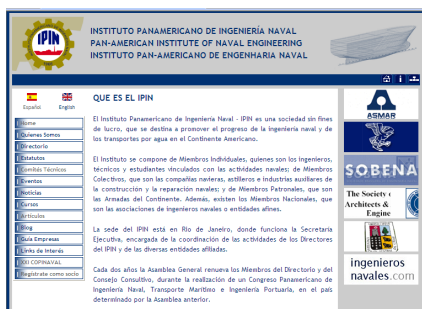 IPIN
INSTITUTO PANAMERICANO DE INGENIERÍA NAVAL
PAN-AMERICAN INSTITUTE OF NAVAL ENGINEERING
INSTITUTO PAN-AMERICANO DE ENGENHARIA NAVAL
Español
English
Home
Quienes Somos
Directorio
Estatutos
Comités Técnicos
Eventos
Noticias
Cursos
Artículos
Blog
Guía Empresas
Links de Interés
XXI COPINAVAL
Regístrate como socio
QUE ES EL IPIN
El Instituto Panamericano de Ingeniería Naval - IPIN es una sociedad sin fines
de lucro, que se destina a promover el progreso de la ingeniería naval y de
los transportes por agua en el Continente Americano.
El Instituto se compone de Miembros Individuales, quienes son los ingenieros,
técnicos y estudiantes vinculados con las actividades navales; de Miembros
Colectivos, que son las compañías navieras, astilleros e industrias auxiliares de
la construcción y la reparación navales; y de Miembros Patronales, que son
las Armadas del Continente. Además, existen los Miembros Nacionales, que
son las asociaciones de ingenieros navales o entidades afines.
La sede del IPIN está en Río de Janeiro, donde funciona la Secretaría
Ejecutiva, encargada de la coordinación de las actividades de los Directores
del IPIN y de las diversas entidades afiliadas.
Cada dos años la Asamblea General renueva los Miembros del Directorio y del
Consejo Consultivo, durante la realización de un Congreso Panamericano de
Ingeniería Naval, Transporte Marítimo e Ingeniería Portuaria, en el país
determinado por la Asamblea anterior.
ASMAR
SOBENA
The Society
Architects &
Engine
ingenieros
navales.com